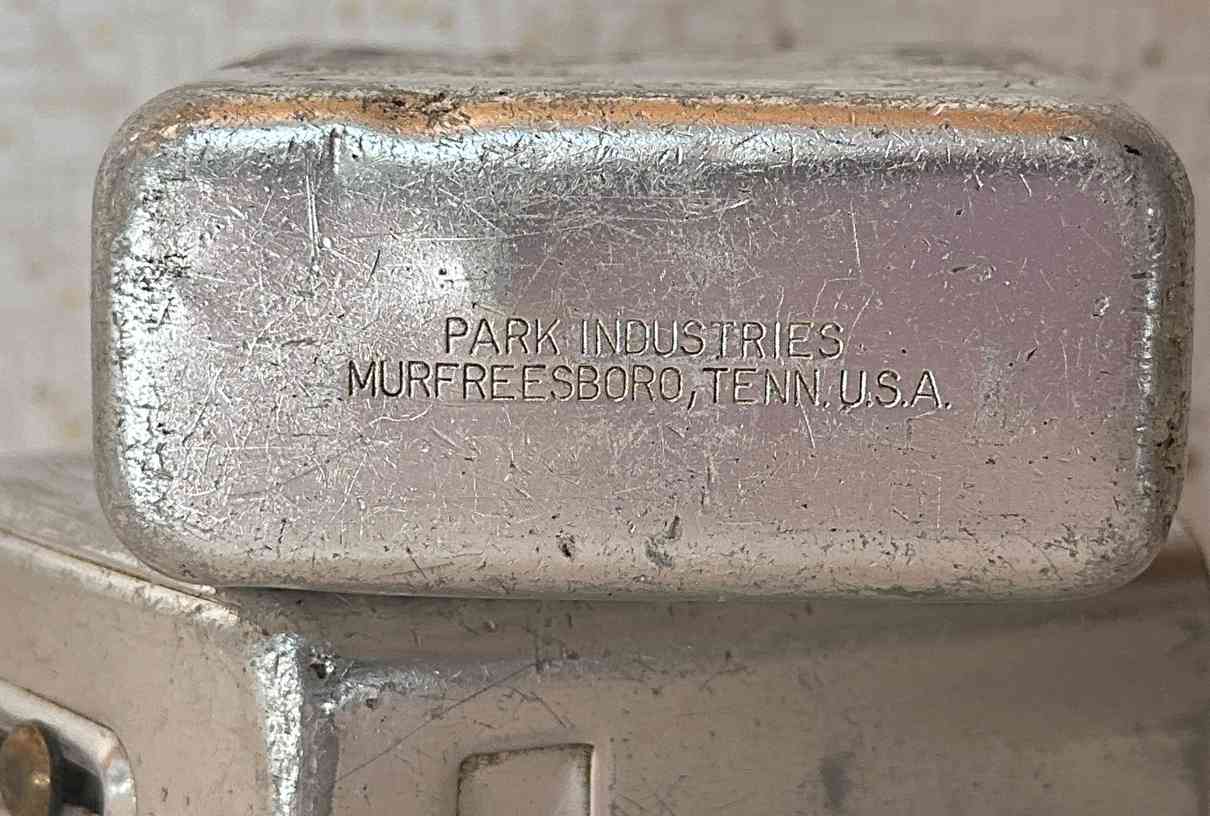 PARK INDUSTRIES
MURFREESBORO, TENN. U.S.A.